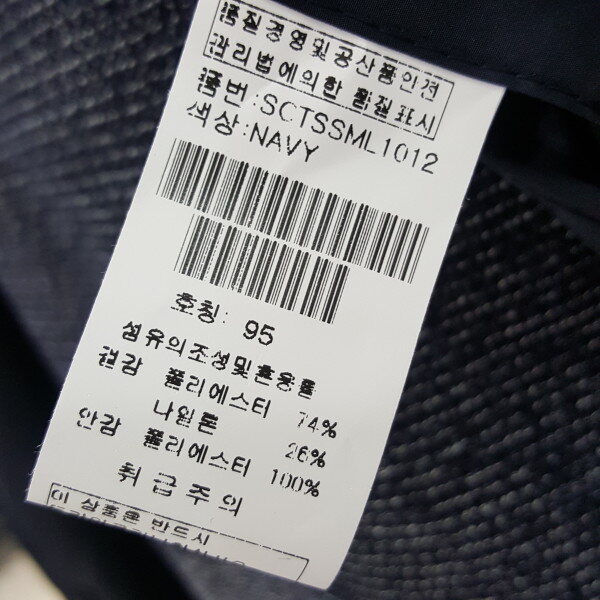 품질경영및공산품안전
관리법에의한 품질표시
품번:SCTSSML1012
색상:NAVY
호칭: 95
섬유의조성및혼용률
겉감 폴리에스터 74%
나일론 26%
안감 폴리에스터 100%
취급주의
이 상품은 반드시